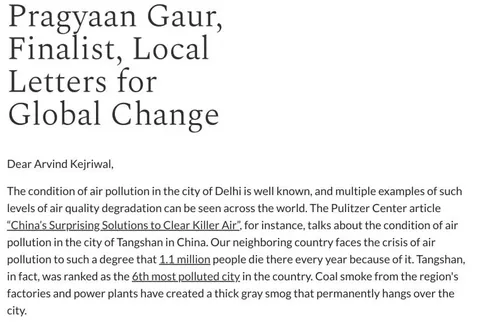 Pragyaan Gaur,
Finalist, Local
Letters for
Global Change
Dear Arvind Kejriwal,
The condition of air pollution in the city of Delhi is well known, and multiple examples of such
levels of air quality degradation can be seen across the world. The Pulitzer Center article
“China’s Surprising Solutions to Clear Killer Air”, for instance, talks about the condition of air
pollution in the city of Tangshan in China. Our neighboring country faces the crisis of air
pollution to such a degree that 1.1 million people die there every year because of it. Tangshan,
in fact, was ranked as the 6th most polluted city in the country. Coal smoke from the region's
factories and power plants have created a thick gray smog that permanently hangs over the
city.